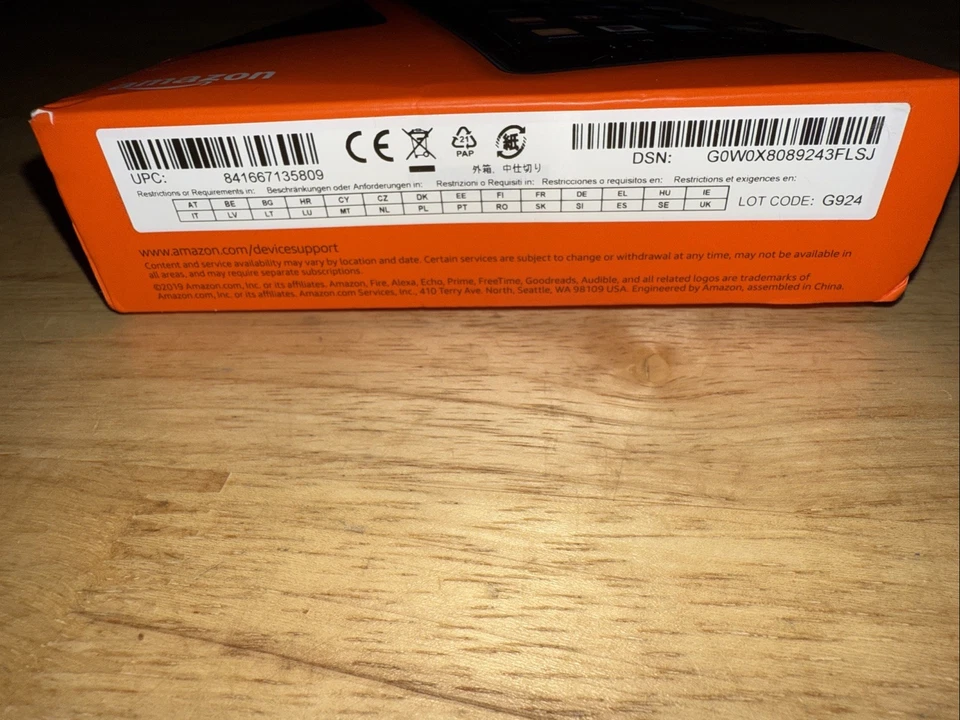 amazon
UPC: 841667135809
21
PAP
紙
外箱、中仕切り
DSN: G0W0X8089243FLSJ
Restrictions or Requirements in: Beschränkungen oder Anforderungen in: Restrizioni o Requisiti in: Restricciones o requisitos en: Restrictions et exigences en:
AT BE BG HR CY CZ DK EE FI FR DE EL HU IE
IT LV LT LU MT NL PL PT RO SK SI ES SE UK
LOT CODE: G924
www.amazon.com/devicesupport
Content and service availability may vary by location and date. Certain services are subject to change or withdrawal at any time, may not be available in
all areas, and may require separate subscriptions.
©2019 Amazon.com, Inc. or its affiliates. Amazon, Fire, Alexa, Echo, Prime, FreeTime, Goodreads, Audible, and all related logos are trademarks of
Amazon.com, Inc. or its affiliates. Amazon.com Services, Inc., 410 Terry Ave. North, Seattle, WA 98109 USA. Engineered by Amazon, assembled in China.